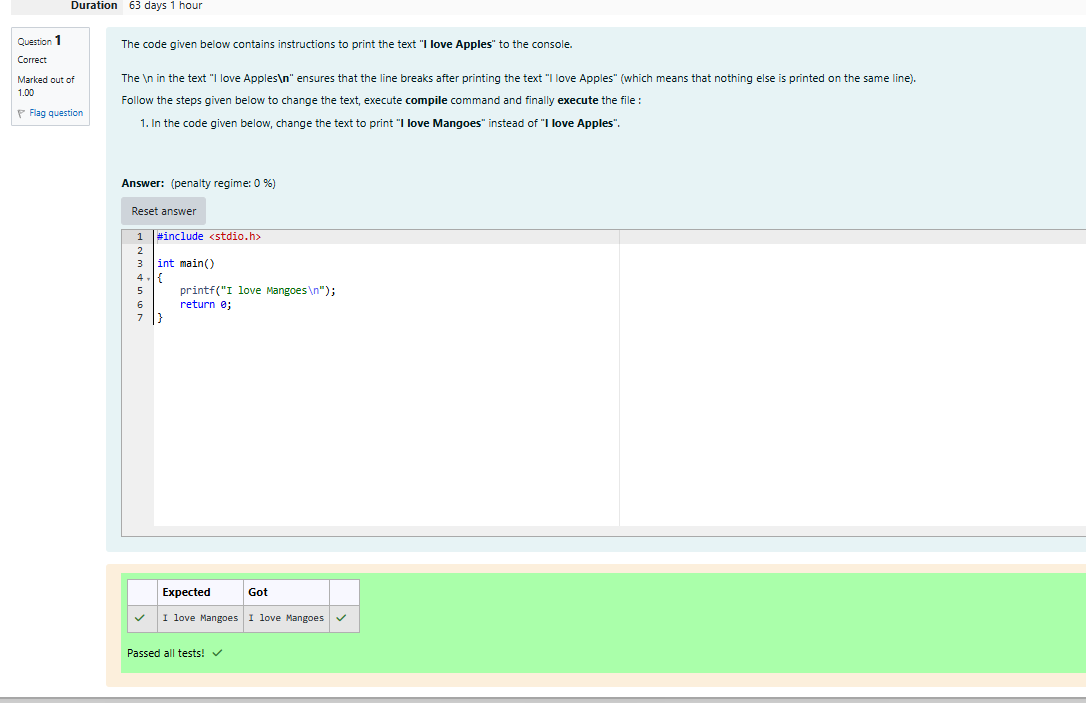 Duration 63 days 1 hour
Question 1
Correct
Marked out of
1.00
Flag question
The code given below contains instructions to print the text "I love Apples" to the console.
The \n in the text "I love Apples\n" ensures that the line breaks after printing the text "I love Apples" (which means that nothing else is printed on the same line).
Follow the steps given below to change the text, execute compile command and finally execute the file :
1. In the code given below, change the text to print "I love Mangoes" instead of "I love Apples".
Answer: (penalty regime: 0 %)
Reset answer
1 #include <stdio.h>
2
3 int main()
4 {
5     printf("I love Mangoes\n");
6     return 0;
7 }
Expected Got
I love Mangoes I love Mangoes
Passed all tests!